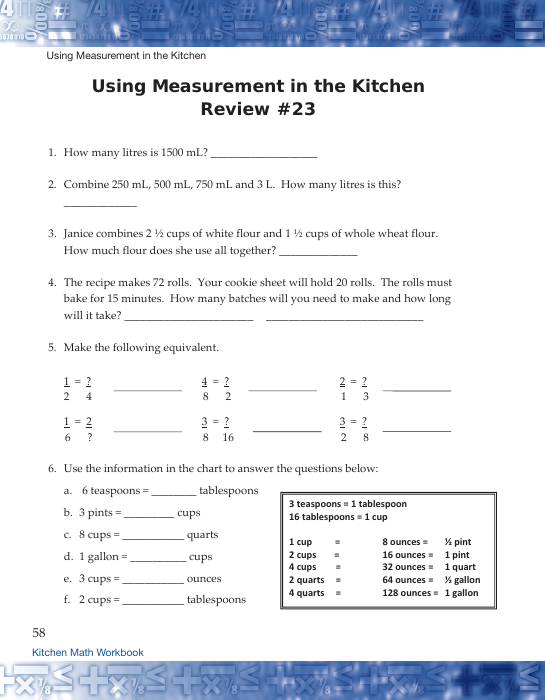 Using Measurement in the Kitchen
Using Measurement in the Kitchen
Review #23
1. How many litres is 1500 mL? ___________________
2. Combine 250 mL, 500 mL, 750 mL and 3 L. How many litres is this?
_____________
3. Janice combines 2 ½ cups of white flour and 1 ½ cups of whole wheat flour.
How much flour does she use all together? ______________
4. The recipe makes 72 rolls. Your cookie sheet will hold 20 rolls. The rolls must
bake for 15 minutes. How many batches will you need to make and how long
will it take? _______________________ ____________________________
5. Make the following equivalent.
1 = ? ____________ 4 = ? ____________ 2 = ? ____________
2 4 8 2 1 3
1 = 2 ____________ 3 = ? ____________ 3 = ? ____________
6 ? 8 16 2 8
6. Use the information in the chart to answer the questions below:
a. 6 teaspoons = ________ tablespoons
b. 3 pints = _________ cups
c. 8 cups = ___________ quarts
d. 1 gallon = __________ cups
e. 3 cups = ___________ ounces
f. 2 cups = ___________ tablespoons
3 teaspoons = 1 tablespoon
16 tablespoons = 1 cup
1 cup = 8 ounces = ½ pint
2 cups = 16 ounces = 1 pint
4 cups = 32 ounces = 1 quart
2 quarts = 64 ounces = ½ gallon
4 quarts = 128 ounces = 1 gallon
58
Kitchen Math Workbook